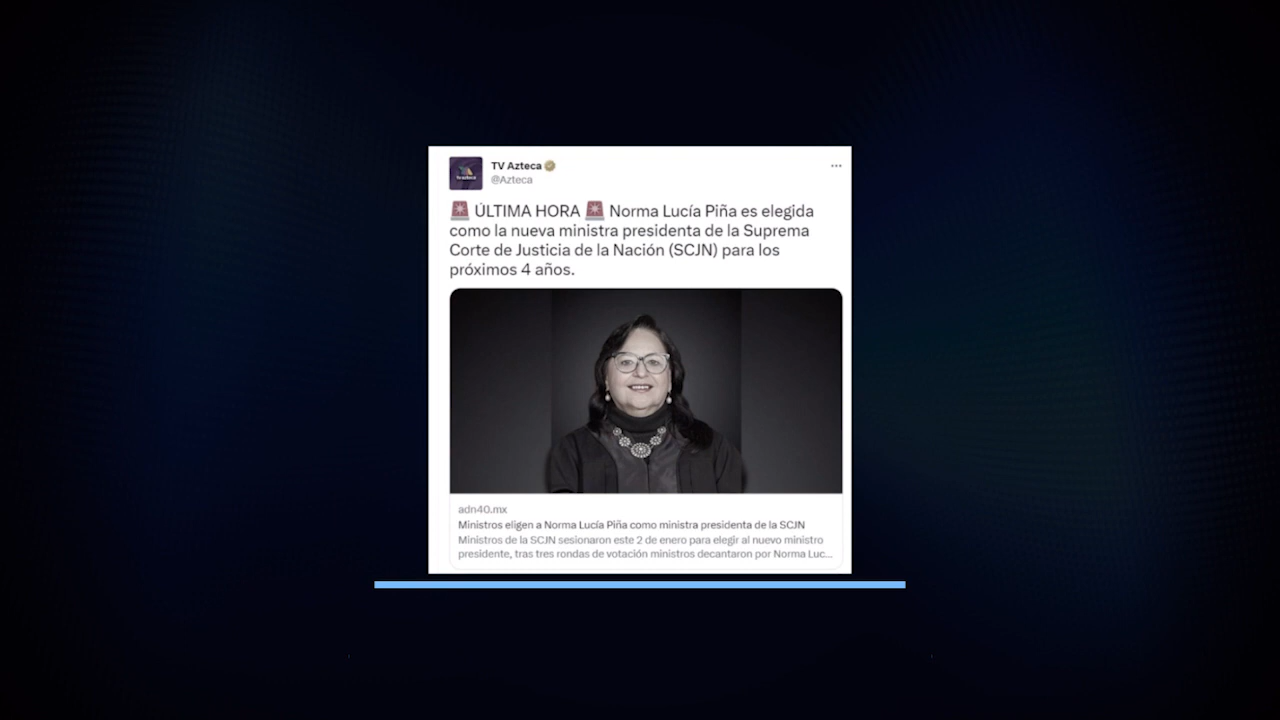 TV Azteca
@Azteca
🚨 ÚLTIMA HORA 🚨 Norma Lucía Piña es elegida
como la nueva ministra presidenta de la Suprema
Corte de Justicia de la Nación (SCJN) para los
próximos 4 años.
adn40.mx
Ministros eligen a Norma Lucía Piña como ministra presidenta de la SCJN
Ministros de la SCJN sesionaron este 2 de enero para elegir al nuevo ministro
presidente, tras tres rondas de votación ministros decantaron por Norma Luc...